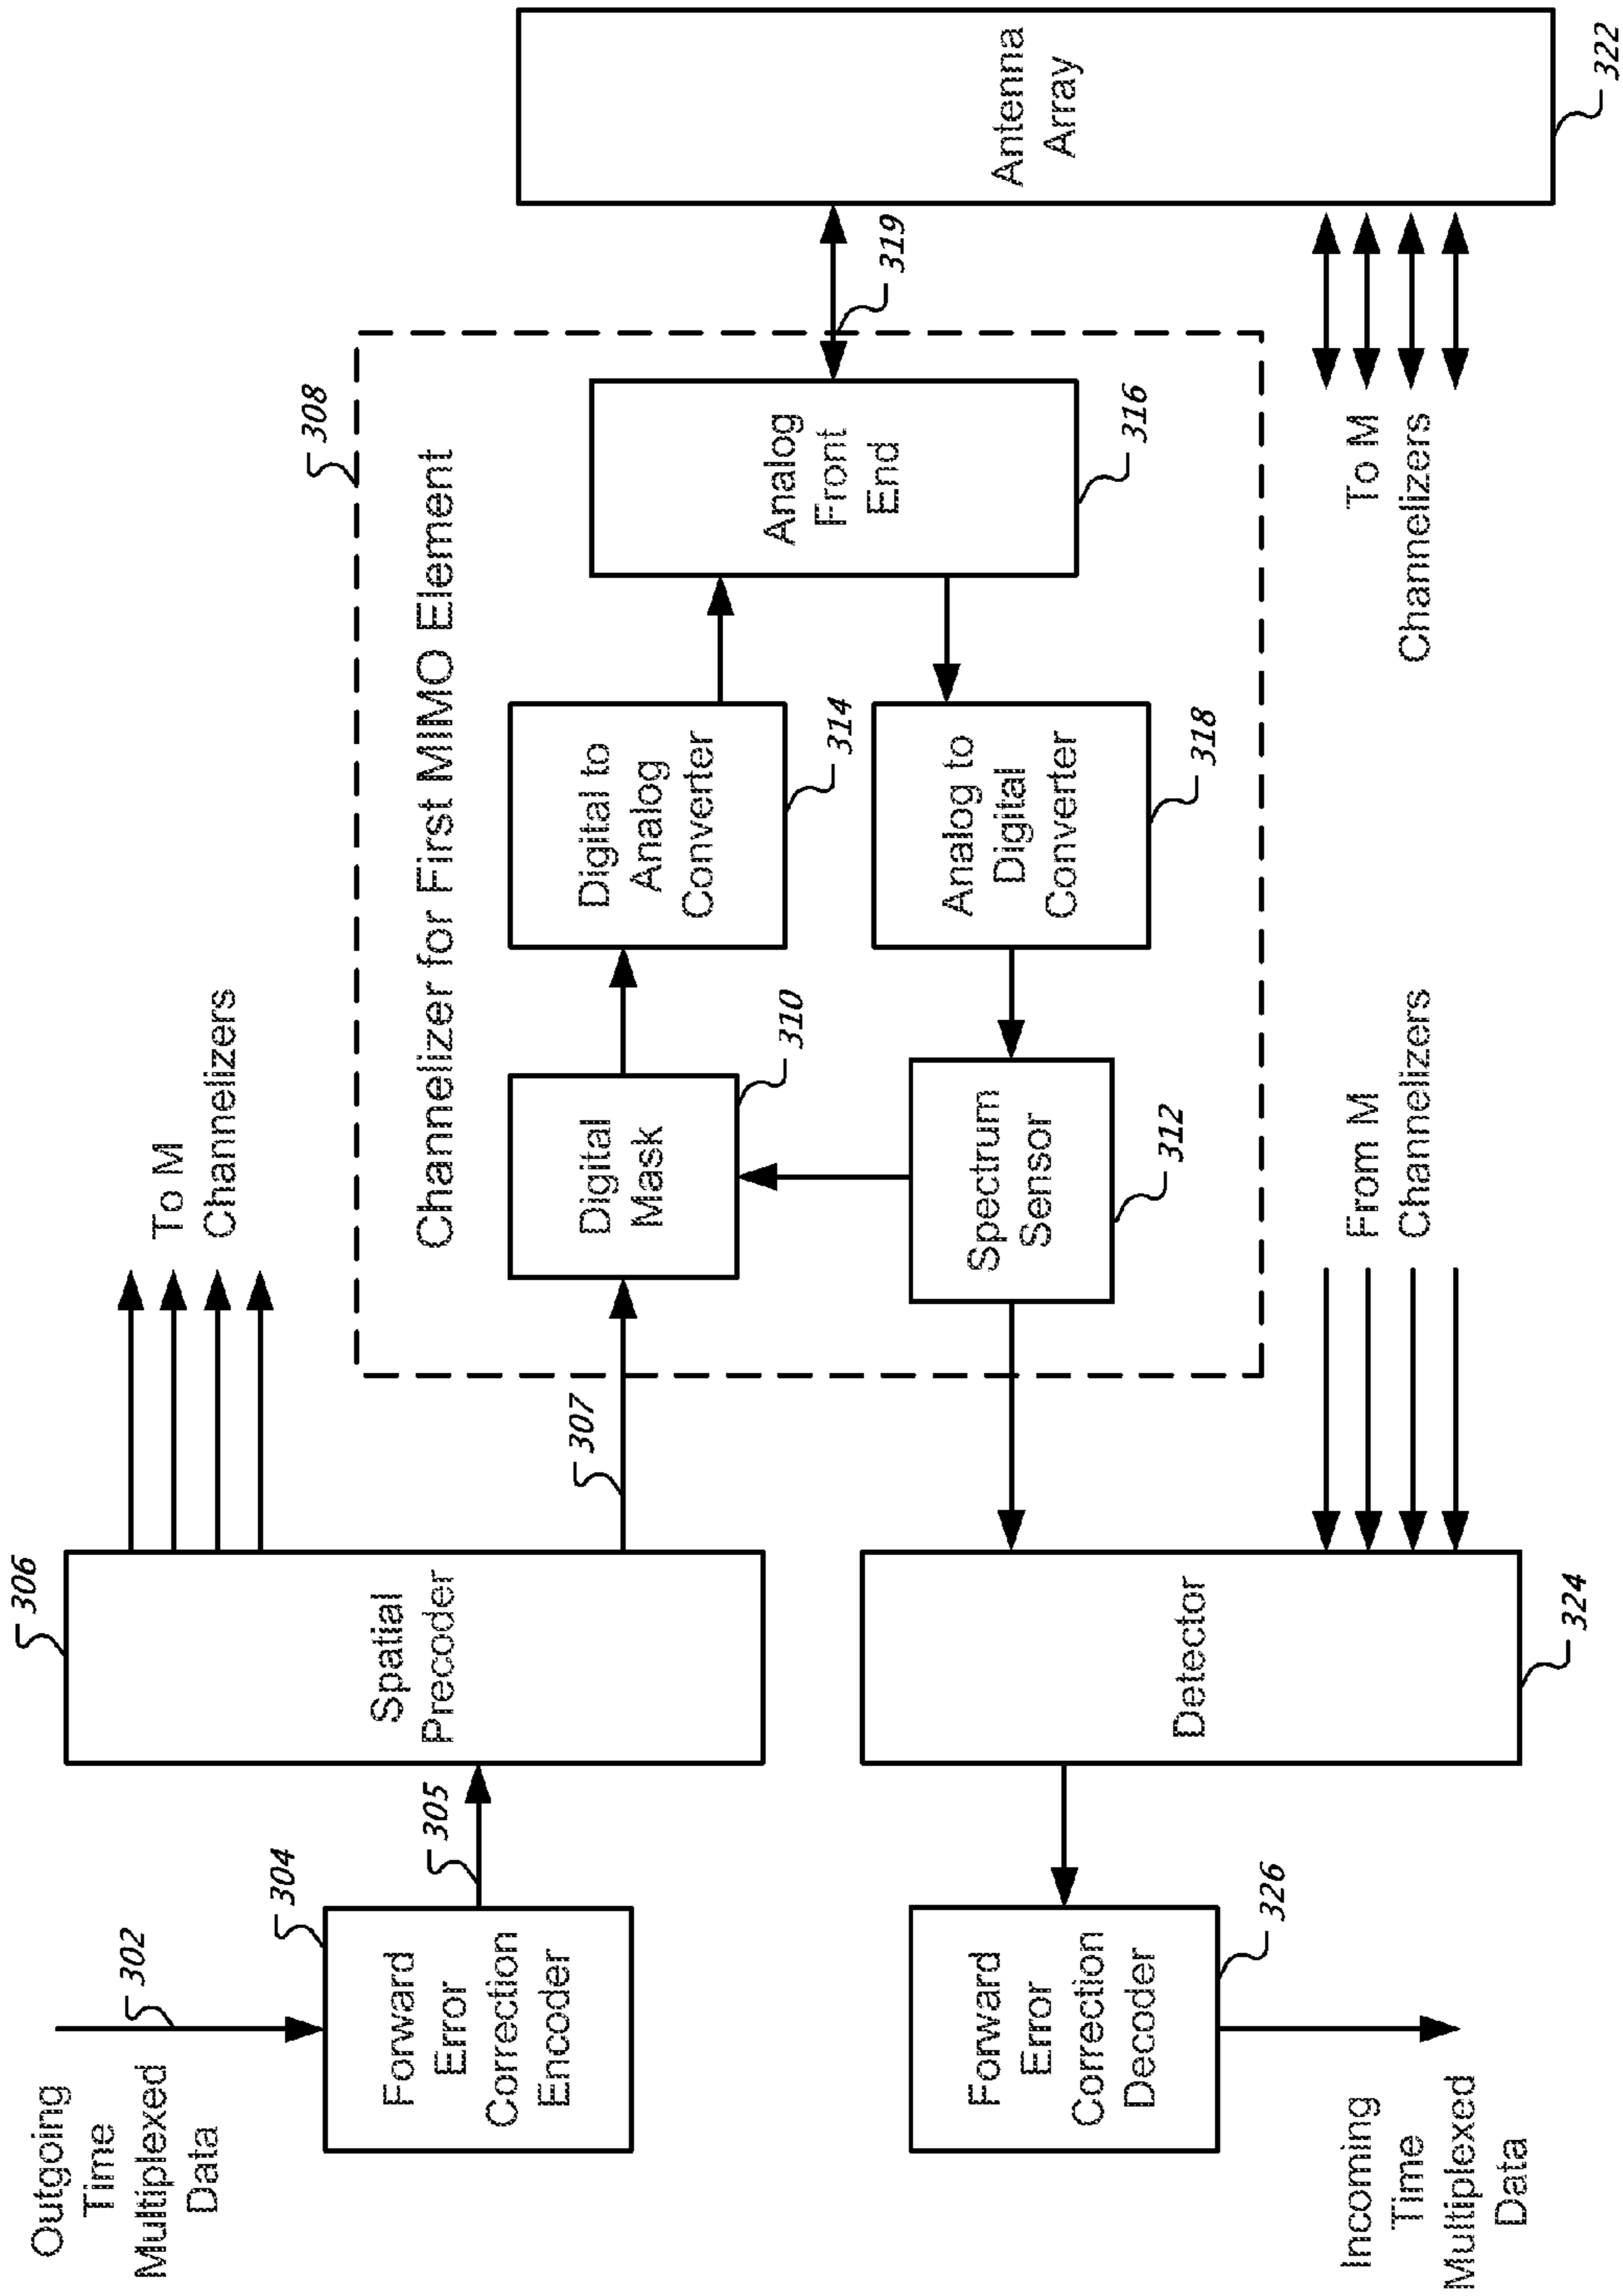 Outgoing
Time
Multiplexed
Data
302
304
Forward
Error
Correction
Encoder
305
306
Spatial
Precoder
To M
Channelizers
307
308
Channelizer for First MIMO Element
Digital
Mask
310
Digital to
Analog
Converter
314
Analog
Front
End
316
319
Antenna
Array
322
Spectrum
Sensor
312
Analog to
Digital
Converter
318
To M
Channelizers
From M
Channelizers
Detector
324
Forward
Error
Correction
Decoder
326
Incoming
Time
Multiplexed
Data